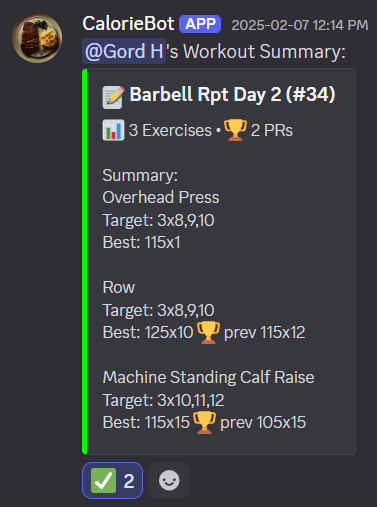 CalorieBot APP 2025-02-07 12:14 PM
@Gord H's Workout Summary:
Barbell Rpt Day 2 (#34)
3 Exercises • 2 PRs
Summary:
Overhead Press
Target: 3x8,9,10
Best: 115x1
Row
Target: 3x8,9,10
Best: 125x10 🏆 prev 115x12
Machine Standing Calf Raise
Target: 3x10,11,12
Best: 115x15 🏆 prev 105x15
2